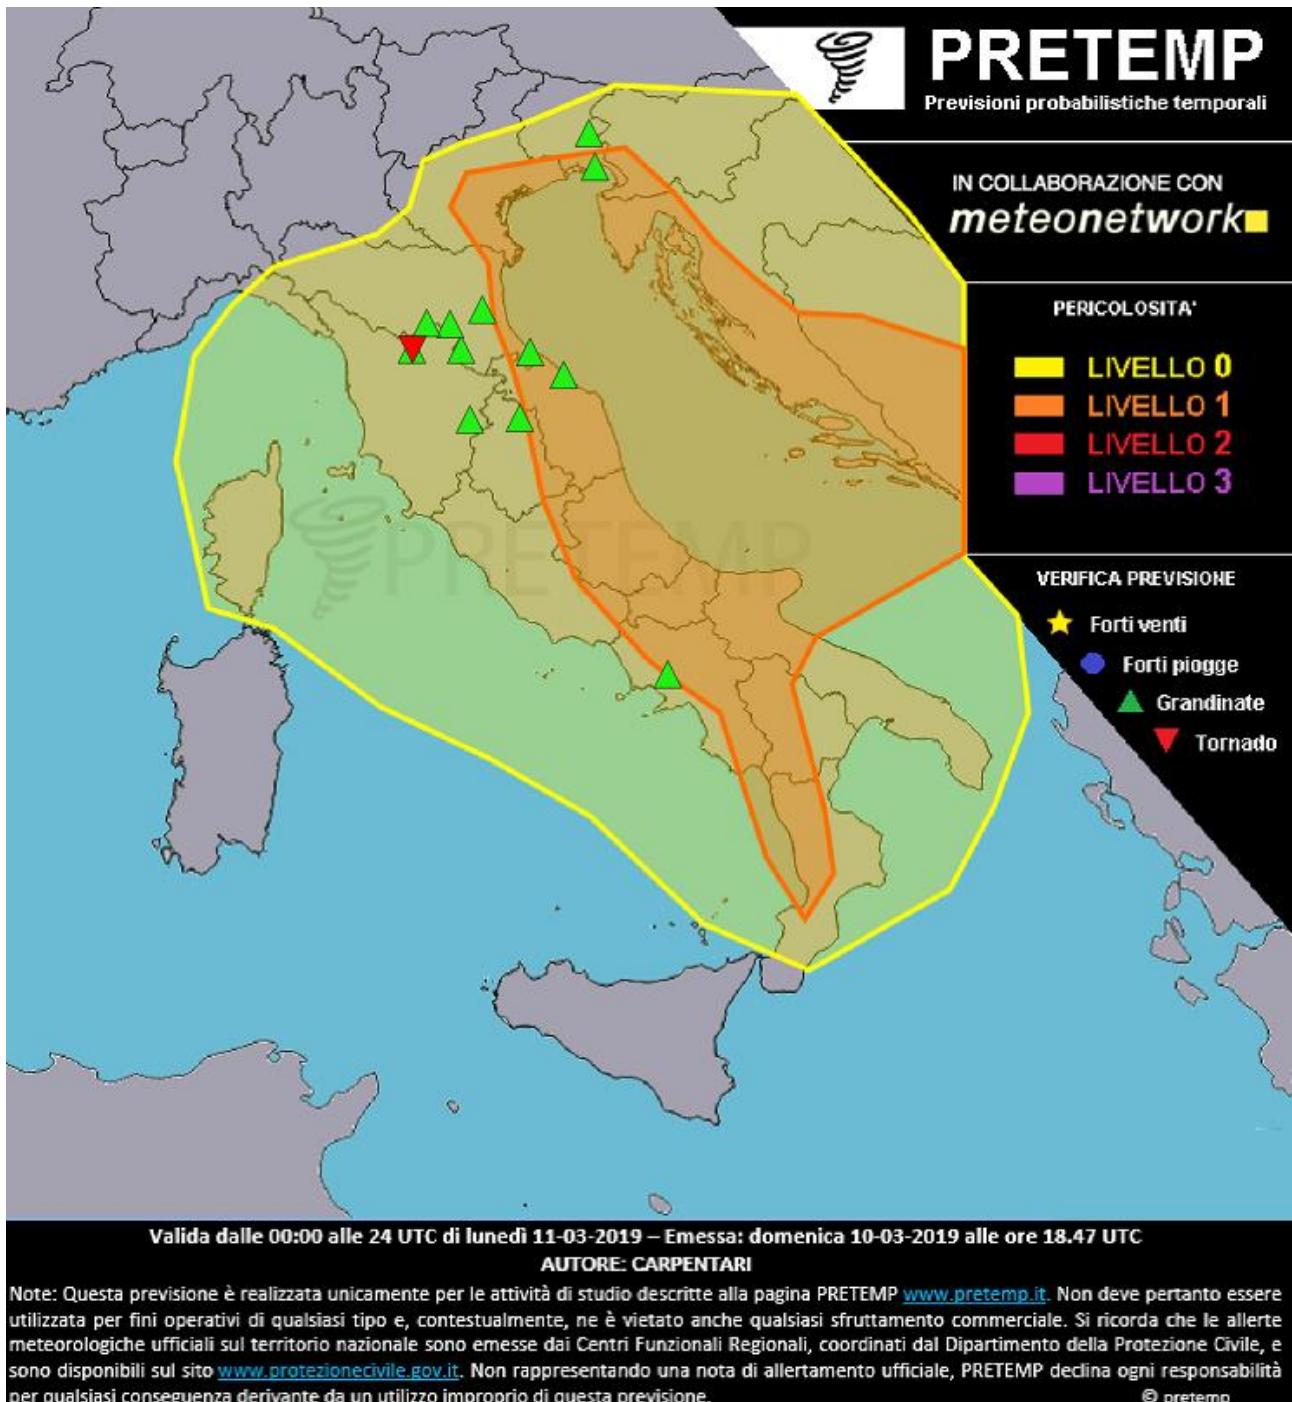 PRETEMP
Previsioni probabilistiche temporali
IN COLLABORAZIONE CON
meteonetwork
PERICOLOSITA'
LIVELLO 0
LIVELLO 1
LIVELLO 2
LIVELLO 3
PRETEMP
VERIFICA PREVISIONE
Forti venti
Forti piogge
Grandinate
Tornado
Valida dalle 00:00 alle 24 UTC di lunedì 11-03-2019 – Emessa: domenica 10-03-2019 alle ore 18.47 UTC
AUTORE: CARPENTARI
Note: Questa previsione è realizzata unicamente per le attività di studio descritte alla pagina PRETEMP www.pretemp.it. Non deve pertanto essere
utilizzata per fini operativi di qualsiasi tipo e, contestualmente, ne è vietato anche qualsiasi sfruttamento commerciale. Si ricorda che le allerte
meteorologiche ufficiali sul territorio nazionale sono emesse dai Centri Funzionali Regionali, coordinati dal Dipartimento della Protezione Civile, e
sono disponibili sul sito www.protezionecivile.gov.it. Non rappresentando una nota di allertamento ufficiale, PRETEMP declina ogni responsabilità
per qualsiasi conseguenza derivante da un utilizzo improprio di questa previsione. © pretemp